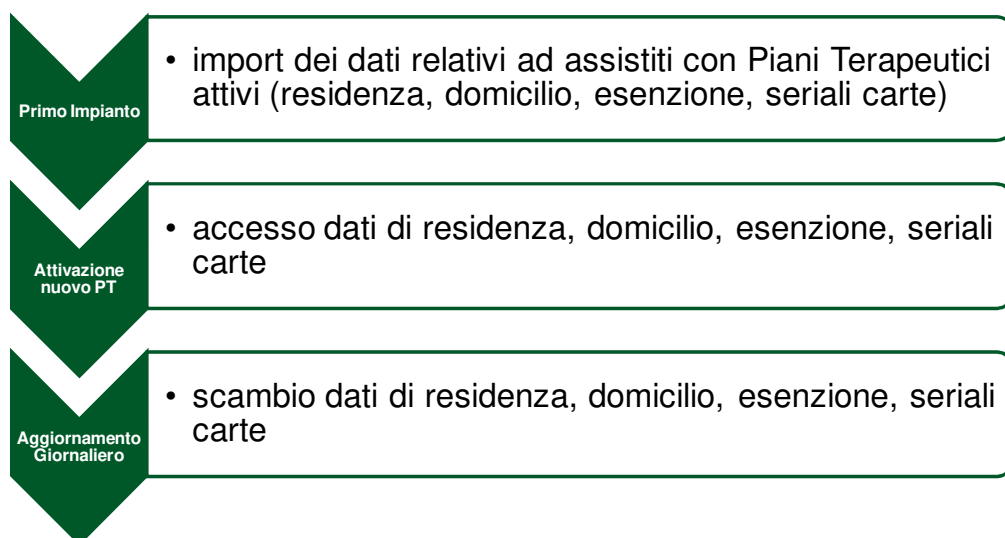 Primo Impianto
• import dei dati relativi ad assistiti con Piani Terapeutici
attivi (residenza, domicilio, esenzione, seriali carte)
Attivazione
nuovo PT
• accesso dati di residenza, domicilio, esenzione, seriali
carte
Aggiornamento
Giornaliero
• scambio dati di residenza, domicilio, esenzione, seriali
carte